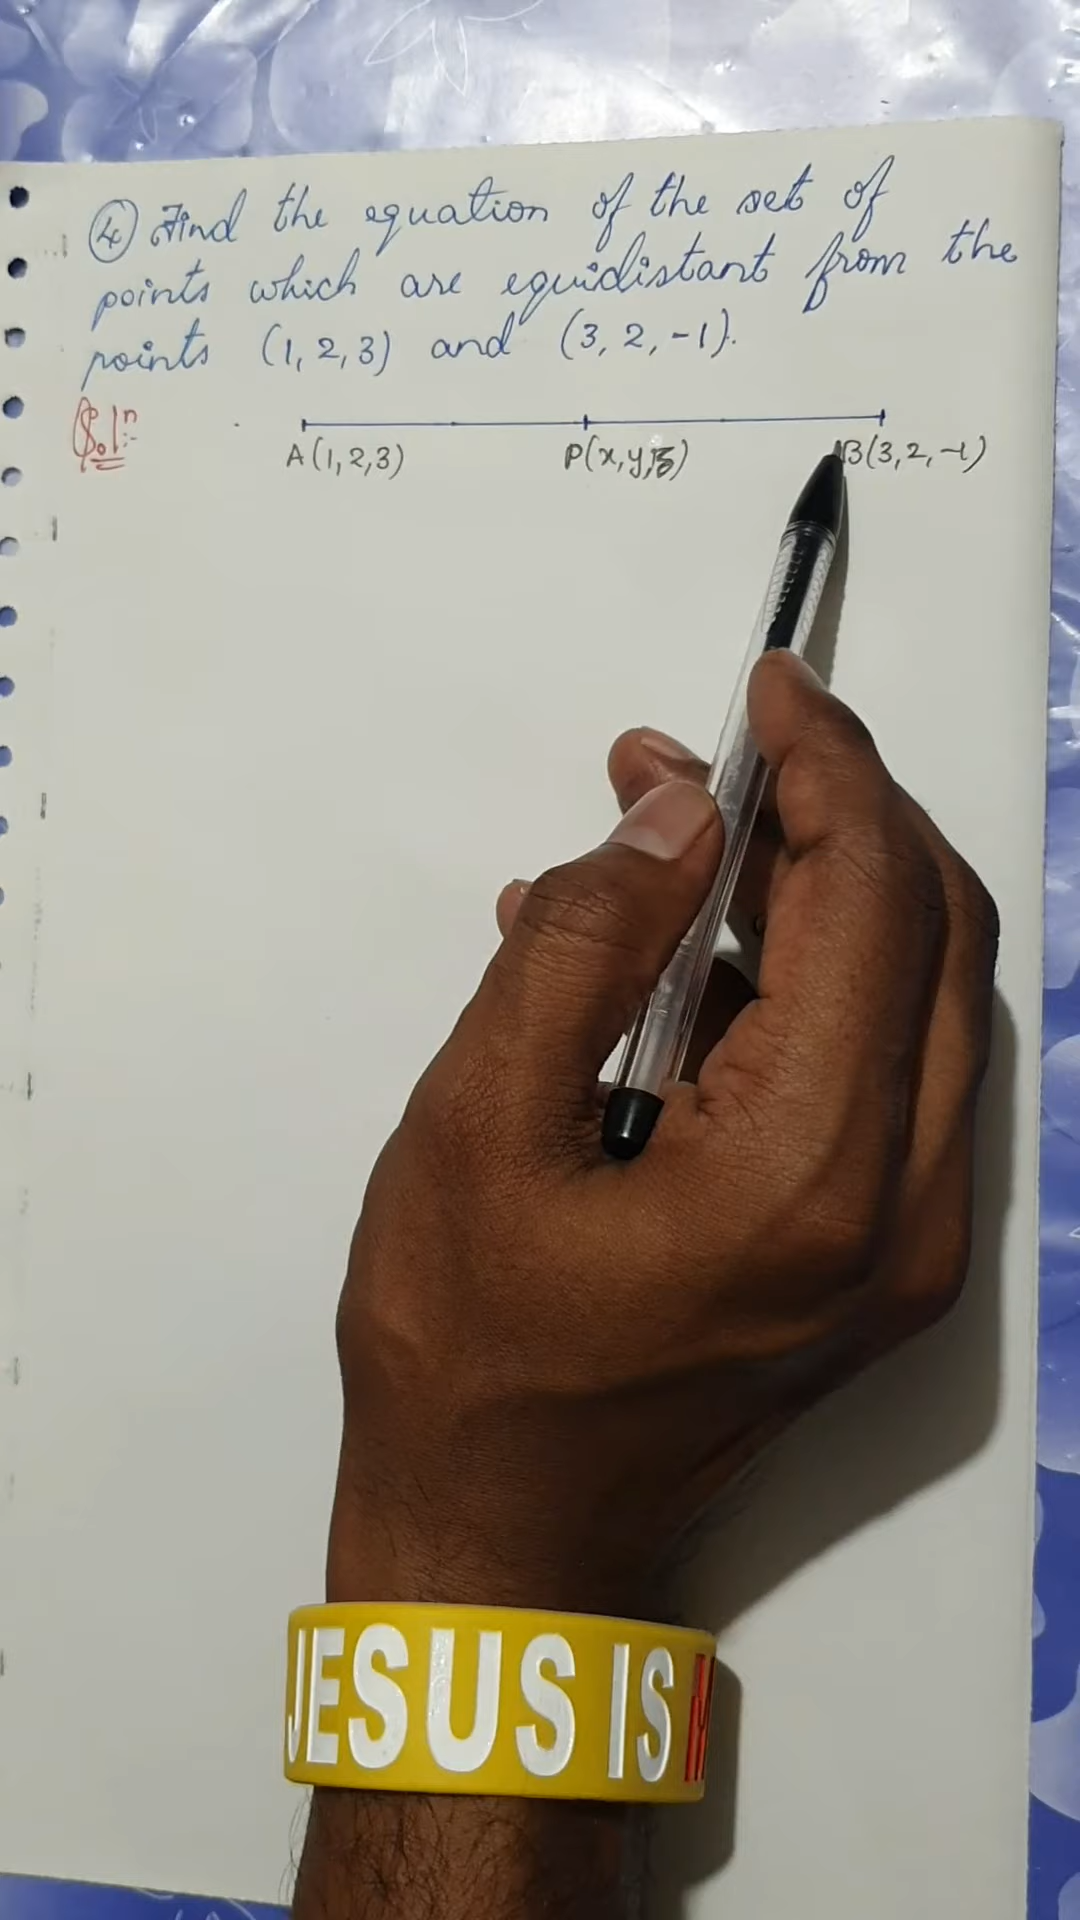 ④ Find the equation of the set of
points which are equidistant from the
points (1, 2, 3) and (3, 2, -1).
Solⁿ:-
A(1,2,3) P(x,y,z) B(3,2,-1)
JESUS IS